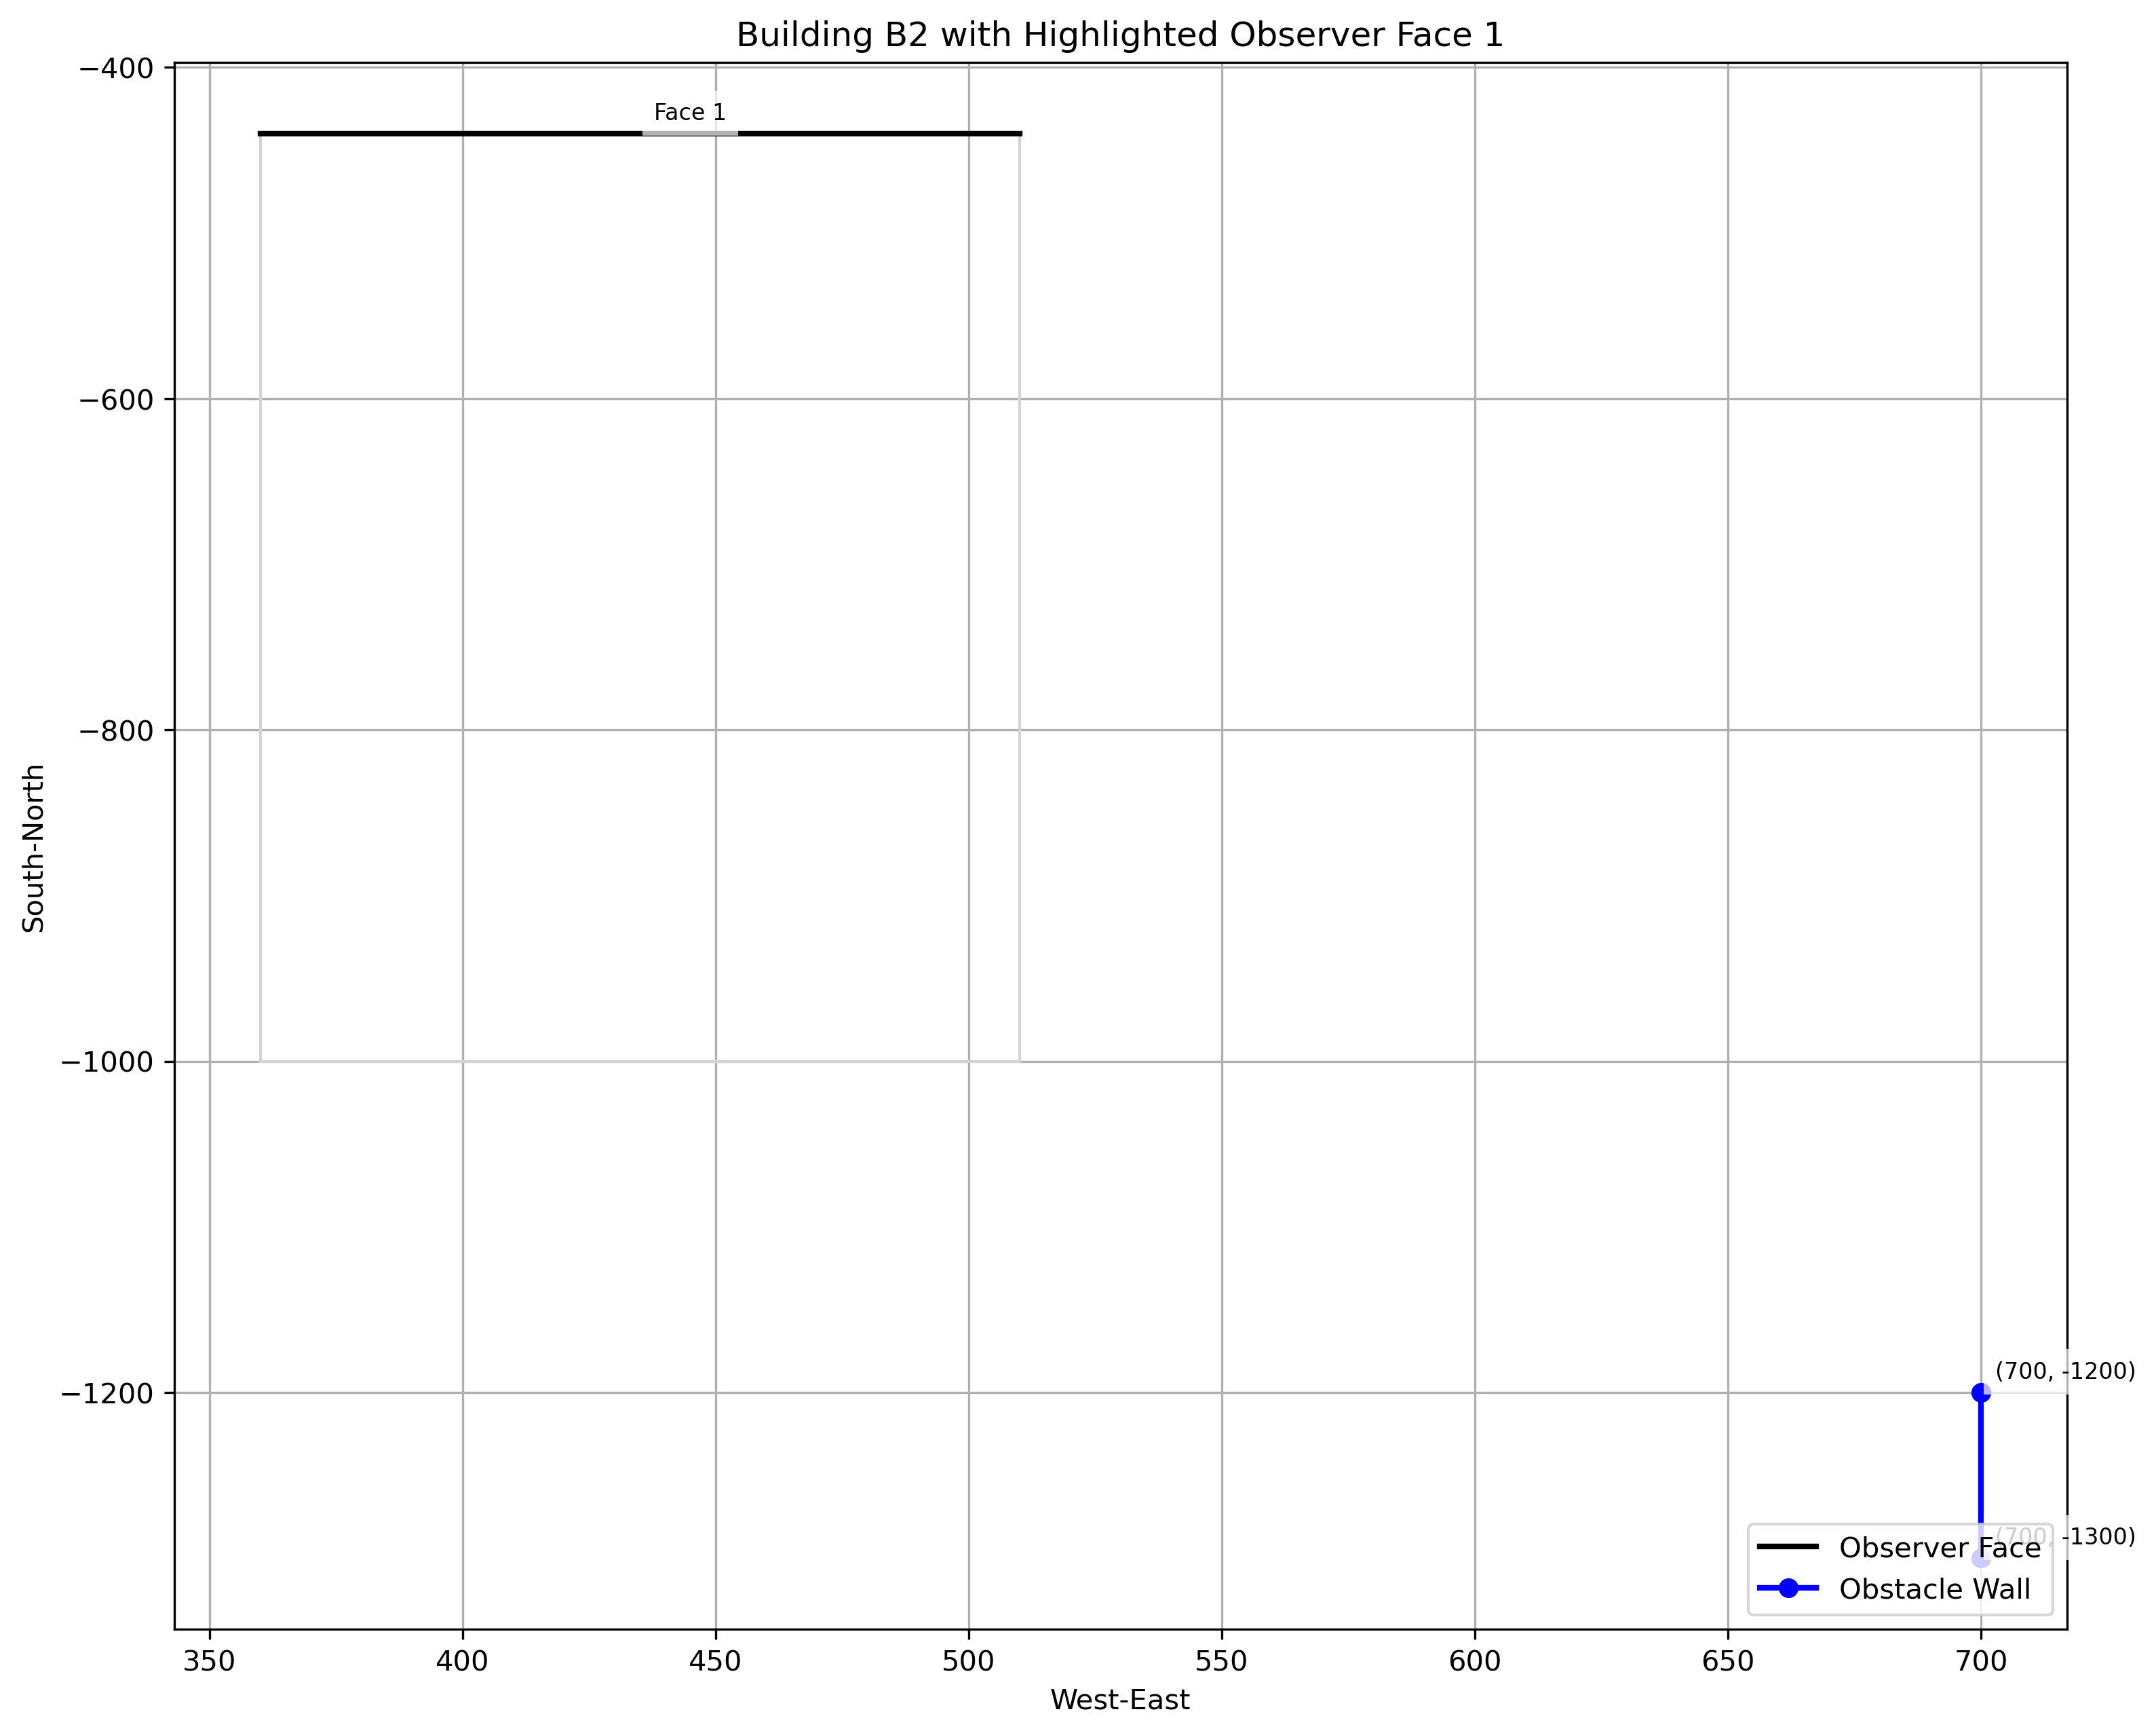 Building B2 with Highlighted Observer Face 1
−400
−600
−800
−1000
−1200
South-North
Face 1
(700, -1200)
(700, -1300)
Observer Face
Obstacle Wall
350 400 450 500 550 600 650 700
West-East